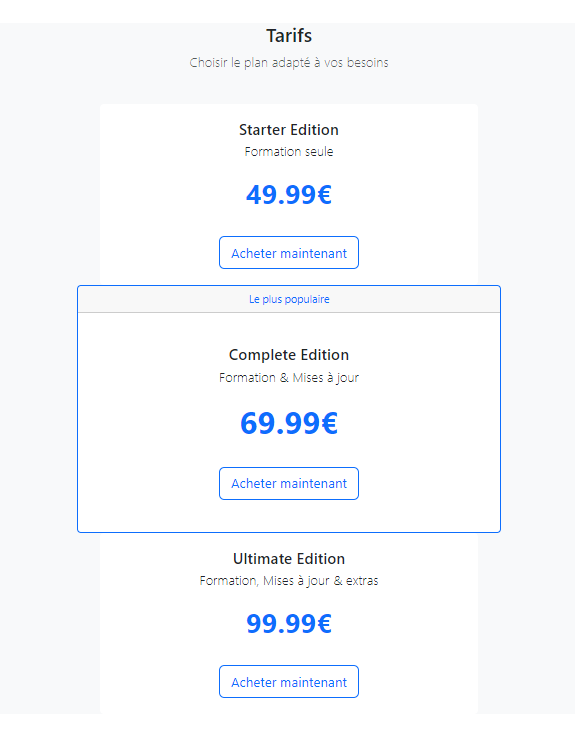 Tarifs
Choisir le plan adapté à vos besoins
Starter Edition
Formation seule
49.99€
Acheter maintenant
Le plus populaire
Complete Edition
Formation & Mises à jour
69.99€
Acheter maintenant
Ultimate Edition
Formation, Mises à jour & extras
99.99€
Acheter maintenant